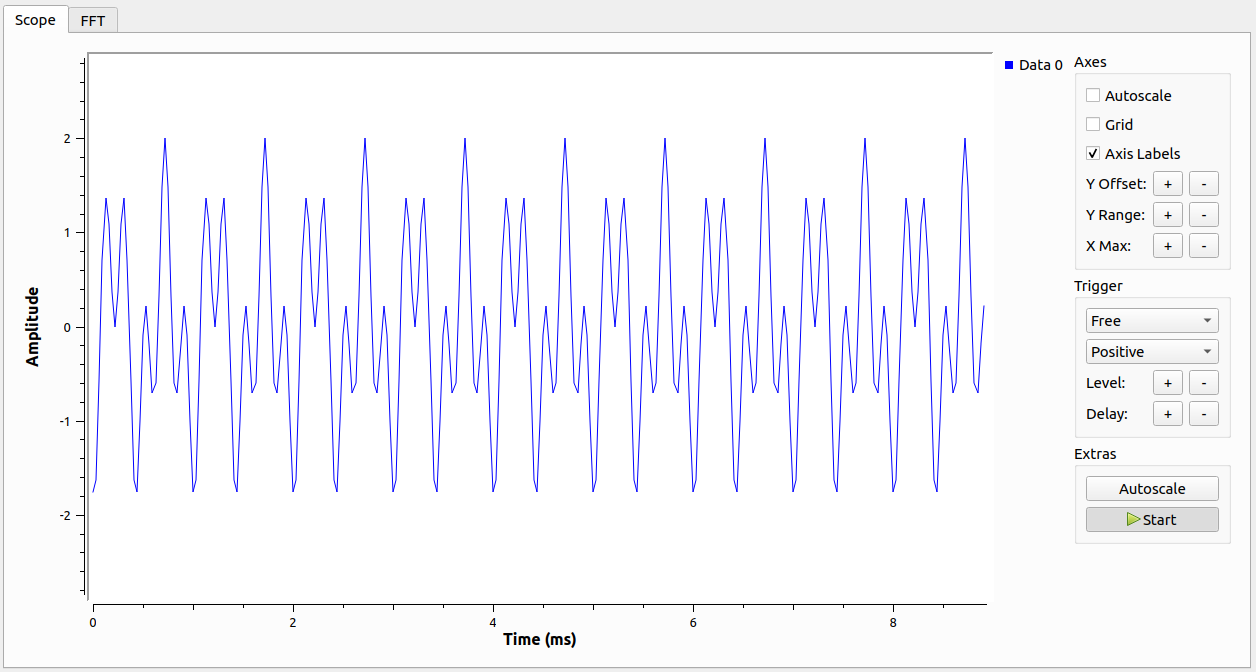 Scope FFT
Data 0
2
1
0
-1
-2
Amplitude
0 2 4 6 8
Time (ms)
Axes
Autoscale
Grid
Axis Labels
Y Offset: + -
Y Range: + -
X Max: + -
Trigger
Free
Positive
Level: + -
Delay: + -
Extras
Autoscale
Start